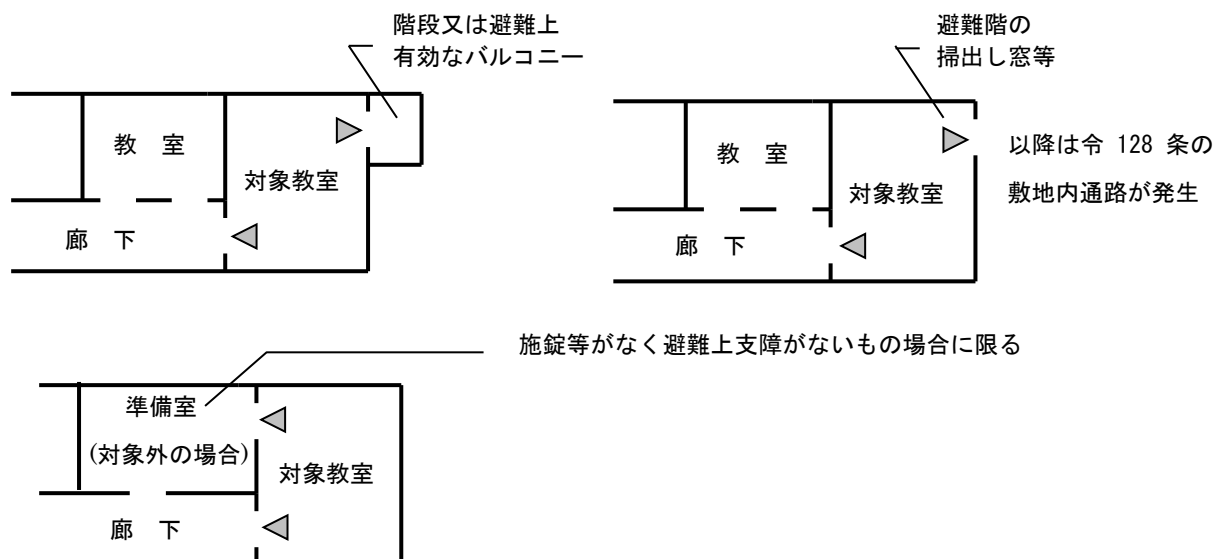 階段又は避難上
有効なバルコニー
教 室
対象教室
廊 下
避難階の
掃出し窓等
教 室
対象教室
廊 下
以降は令 128 条の
敷地内通路が発生
施錠等がなく避難上支障がないもの場合に限る
準備室
(対象外の場合)
対象教室
廊 下